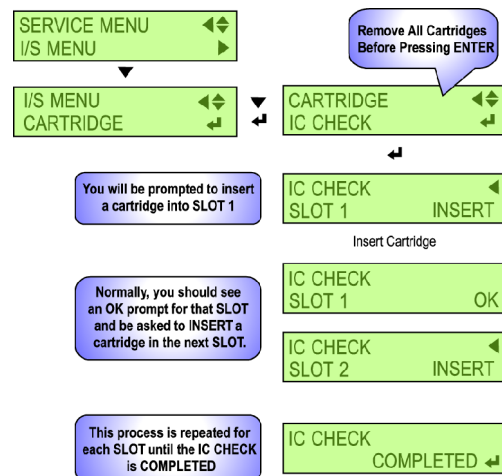 SERVICE MENU
I/S MENU
Remove All Cartridges
Before Pressing ENTER
I/S MENU
CARTRIDGE
CARTRIDGE
IC CHECK
You will be prompted to insert
a cartridge into SLOT 1
IC CHECK
SLOT 1 INSERT
Insert Cartridge
Normally, you should see
an OK prompt for that SLOT
and be asked to INSERT a
cartridge in the next SLOT.
IC CHECK
SLOT 1 OK
IC CHECK
SLOT 2 INSERT
This process is repeated for
each SLOT until the IC CHECK
is COMPLETED
IC CHECK
COMPLETED